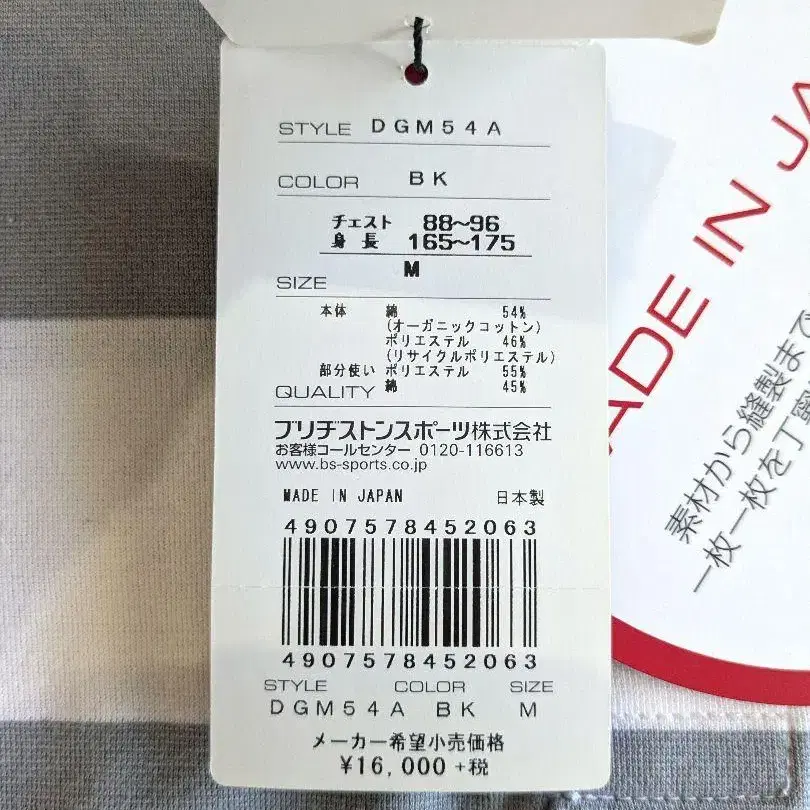 STYLE DGM54A
COLOR BK
チェスト 88~96
身長 165~175
SIZE M
本体 綿 54%
(オーガニックコットン)
ポリエステル 46%
(リサイクルポリエステル)
部分使い ポリエステル 55%
QUALITY 綿 45%
ブリヂストンスポーツ株式会社
お客様コールセンター 0120-116613
www.bs-sports.co.jp
MADE IN JAPAN 日本製
4907578452063
4907578452063
STYLE COLOR SIZE
DGM54A BK M
メーカー希望小売価格
¥16,000 +税
ADE IN JA
素材から縫製まで
一枚一枚を丁寧